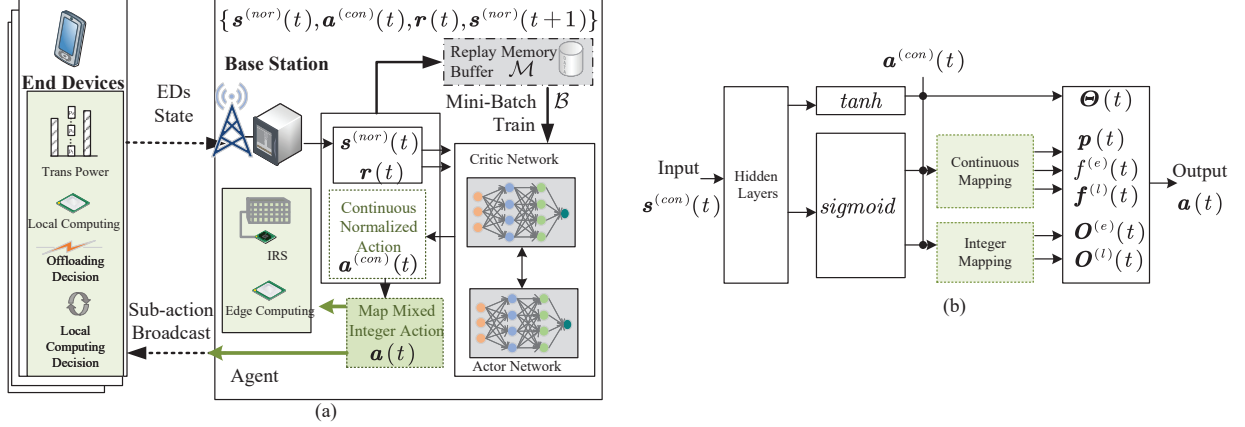 {s^(nor)(t), a^(con)(t), r(t), s^(nor)(t+1)}
End Devices
Trans Power
Local Computing
Offloading
Decision
Local
Computing
Decision
EDs
State
Sub-action
Broadcast
Base Station
Replay Memory
Buffer ℳ
Mini-Batch ℬ
Train
s^(nor)(t)
r(t)
Continuous
Normalized
Action
a^(con)(t)
IRS
Edge Computing
Map Mixed
Integer Action
a(t)
Agent
Critic Network
Actor Network
(a)
a^(con)(t)
Input
s^(con)(t)
Hidden
Layers
tanh
sigmoid
Continuous
Mapping
Integer
Mapping
Θ(t)
p(t)
f^(e)(t)
f^(l)(t)
O^(e)(t)
O^(l)(t)
Output
a(t)
(b)